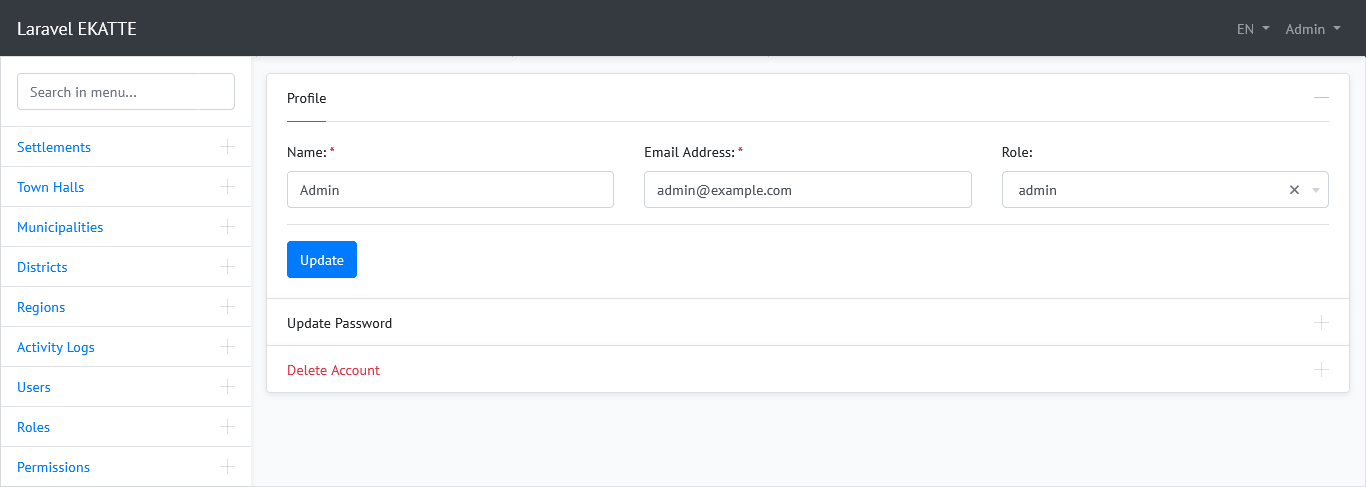 Laravel EKATTE
EN Admin
Search in menu...
Settlements
Town Halls
Municipalities
Districts
Regions
Activity Logs
Users
Roles
Permissions
Profile
Name: * Email Address: * Role:
Admin admin@example.com admin
Update
Update Password
Delete Account